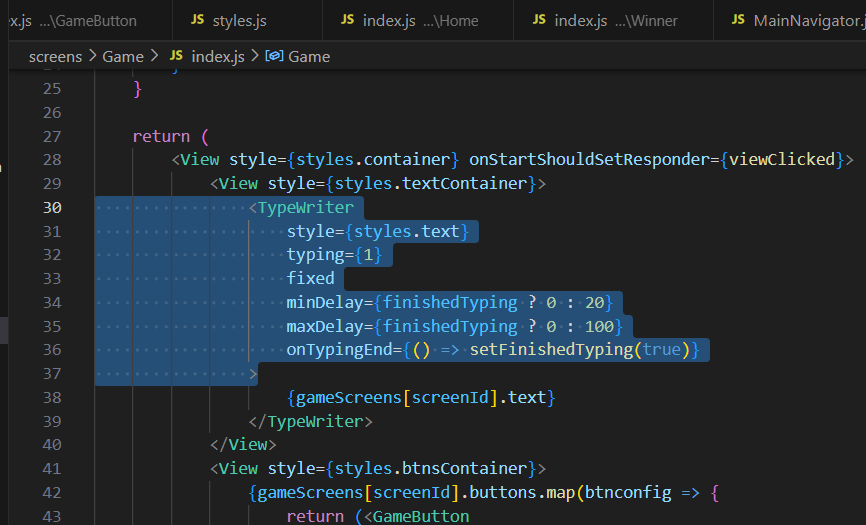 x.js ...\GameButton JS styles.js JS index.js ...\Home JS index.js ...\Winner JS MainNavigator.j
screens > Game > JS index.js > Game
25 }
26
27 return (
28 <View style={styles.container} onStartShouldSetResponder={viewClicked}>
29 <View style={styles.textContainer}>
30 <TypeWriter
31 style={styles.text}
32 typing={1}
33 fixed
34 minDelay={finishedTyping ? 0 : 20}
35 maxDelay={finishedTyping ? 0 : 100}
36 onTypingEnd={() => setFinishedTyping(true)}
37 >
38 {gameScreens[screenId].text}
39 </TypeWriter>
40 </View>
41 <View style={styles.btnsContainer}>
42 {gameScreens[screenId].buttons.map(btnconfig => {
43 return (<GameButton